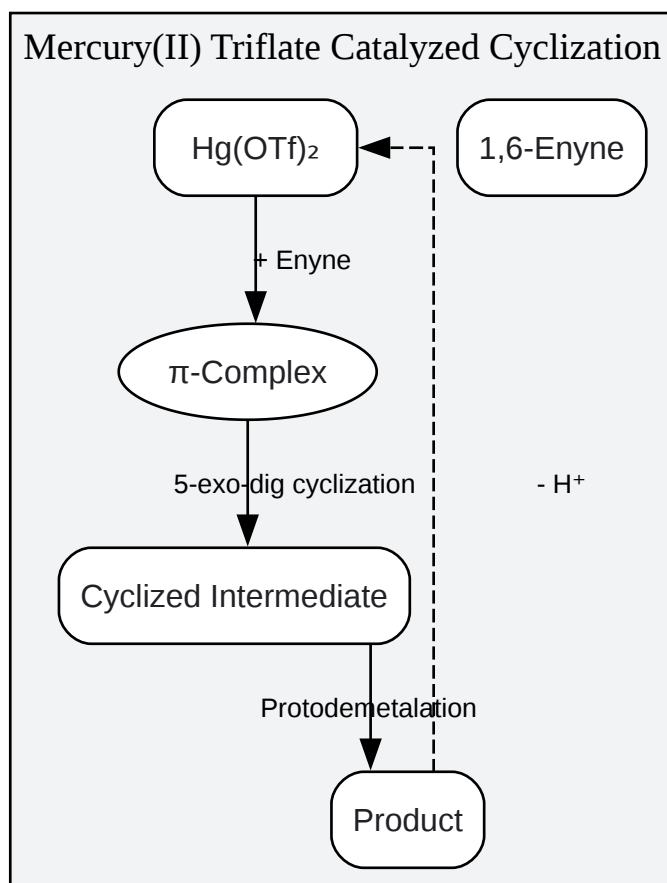 Mercury(II) Triflate Catalyzed Cyclization
Hg(OTf)₂
1,6-Enyne
+ Enyne
π-Complex
5-exo-dig cyclization
- H⁺
Cyclized Intermediate
Protodemetalation
Product